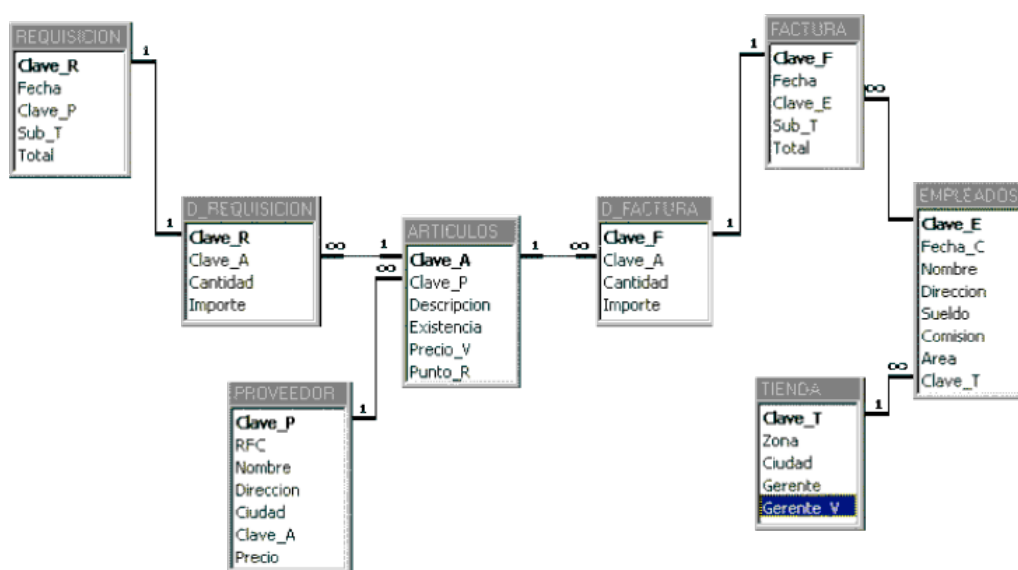 REQUISICION
Clave_R
Fecha
Clave_P
Sub_T
Total
1
1
D_REQUISICION
Clave_R
Clave_A
Cantidad
Importe
∞
1
∞
ARTICULOS
Clave_A
Clave_P
Descripcion
Existencia
Precio_V
Punto_R
1
∞
PROVEEDOR
Clave_P
RFC
Nombre
Direccion
Ciudad
Clave_A
Precio
1
D_FACTURA
Clave_F
Clave_A
Cantidad
Importe
1
1
FACTURA
Clave_F
Fecha
Clave_E
Sub_T
Total
∞
EMPLEADOS
Clave_E
Fecha_C
Nombre
Direccion
Sueldo
Comision
Area
Clave_T
∞
1
TIENDA
Clave_T
Zona
Ciudad
Gerente
Gerente_V